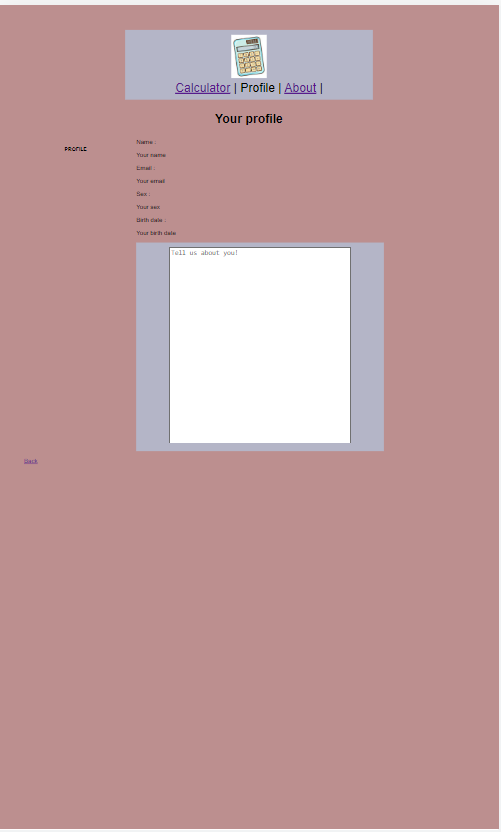 Calculator | Profile | About |
Your profile
PROFILE
Name :
Your name
Email :
Your email
Sex :
Your sex
Birth date :
Your birth date
Tell us about you!
Back